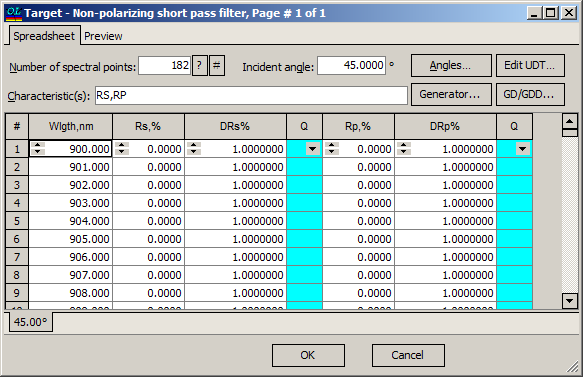 OL Target - Non-polarizing short pass filter, Page # 1 of 1
Spreadsheet Preview
Number of spectral points: 182 ? # Incident angle: 45.0000 ° Angles... Edit UDT...
Characteristic(s): RS,RP Generator... GD/GDD...
# Wlgth,nm Rs,% DRs% Q Rp,% DRp% Q
1 900.000 0.0000 1.0000000 0.0000 1.0000000
2 901.000 0.0000 1.0000000 0.0000 1.0000000
3 902.000 0.0000 1.0000000 0.0000 1.0000000
4 903.000 0.0000 1.0000000 0.0000 1.0000000
5 904.000 0.0000 1.0000000 0.0000 1.0000000
6 905.000 0.0000 1.0000000 0.0000 1.0000000
7 906.000 0.0000 1.0000000 0.0000 1.0000000
8 907.000 0.0000 1.0000000 0.0000 1.0000000
9 908.000 0.0000 1.0000000 0.0000 1.0000000
45.00°
OK Cancel